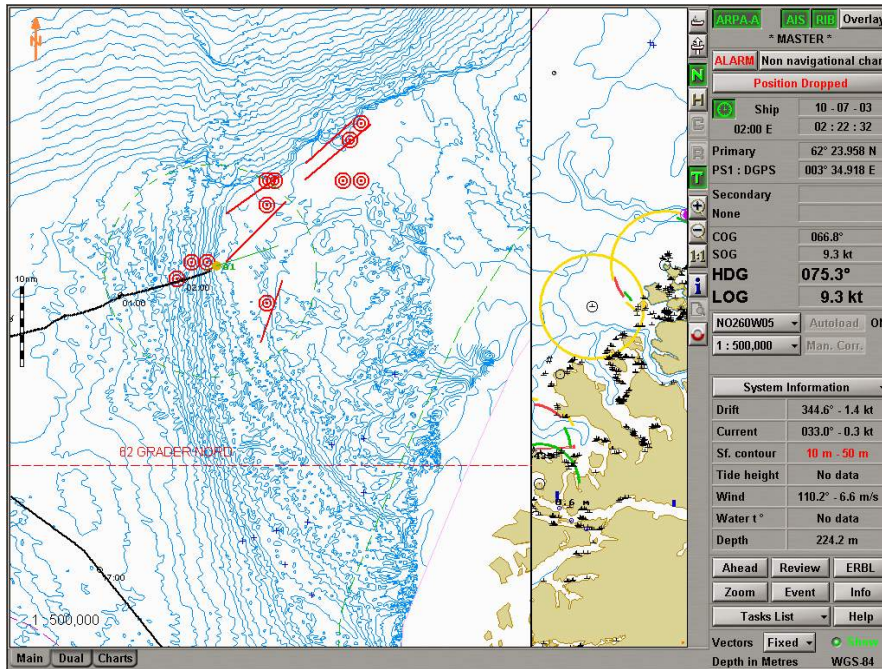 ARPA-A AIS RIB Overlay
* MASTER *
ALARM Non navigational char
Position Dropped
Ship 10 - 07 - 03
02:00 E 02 : 22 : 32
Primary 62° 23.958 N
PS1 : DGPS 003° 34.918 E
Secondary
None
COG 066.8°
SOG 9.3 kt
HDG 075.3°
LOG 9.3 kt
NO260W05 Autoload
1 : 500,000 Man. Corr.
System Information
Drift 344.6° - 1.4 kt
Current 033.0° - 0.3 kt
Sf. contour 10 m - 50 m
Tide height No data
Wind 110.2° - 6.6 m/s
Water t° No data
Depth 224.2 m
Ahead Review ERBL
Zoom Event Info
Tasks List Help
Vectors Fixed Show
Depth in Metres WGS-84
N
H
C
R
T
1:1
i
N
10nm
01:00
02:00
B1
62 GRADER NORD
17:00
1 : 500,000
Main Dual Charts